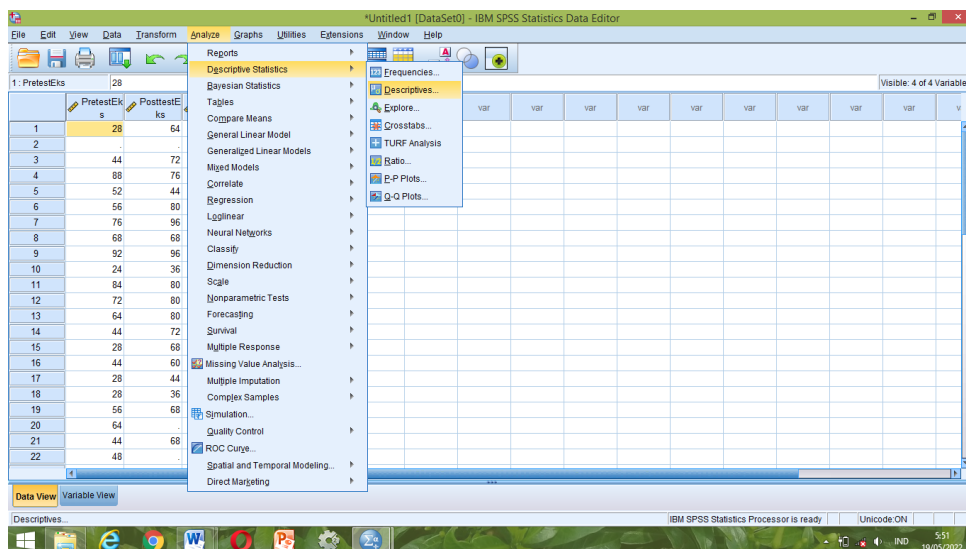 *Untitled1 [DataSet0] - IBM SPSS Statistics Data Editor
File Edit View Data Transform Analyze Graphs Utilities Extensions Window Help
1 : PretestEks 28 Visible: 4 of 4 Variable
PretestEks PosttestEks var var var var var var var var var v
1 28 64
2 . .
3 44 72
4 88 76
5 52 44
6 56 80
7 76 96
8 68 68
9 92 96
10 24 36
11 84 80
12 72 80
13 64 80
14 44 72
15 28 68
16 44 60
17 28 44
18 28 36
19 56 68
20 64 .
21 44 68
22 48 .
Reports
Descriptive Statistics
Bayesian Statistics
Tables
Compare Means
General Linear Model
Generalized Linear Models
Mixed Models
Correlate
Regression
Loglinear
Neural Networks
Classify
Dimension Reduction
Scale
Nonparametric Tests
Forecasting
Survival
Multiple Response
Missing Value Analysis...
Multiple Imputation
Complex Samples
Simulation...
Quality Control
ROC Curve...
Spatial and Temporal Modeling...
Direct Marketing
Frequencies...
Descriptives...
Explore...
Crosstabs...
TURF Analysis
Ratio...
P-P Plots...
Q-Q Plots...
Data View Variable View
Descriptives... IBM SPSS Statistics Processor is ready Unicode:ON
IND 5:51
19/05/2022